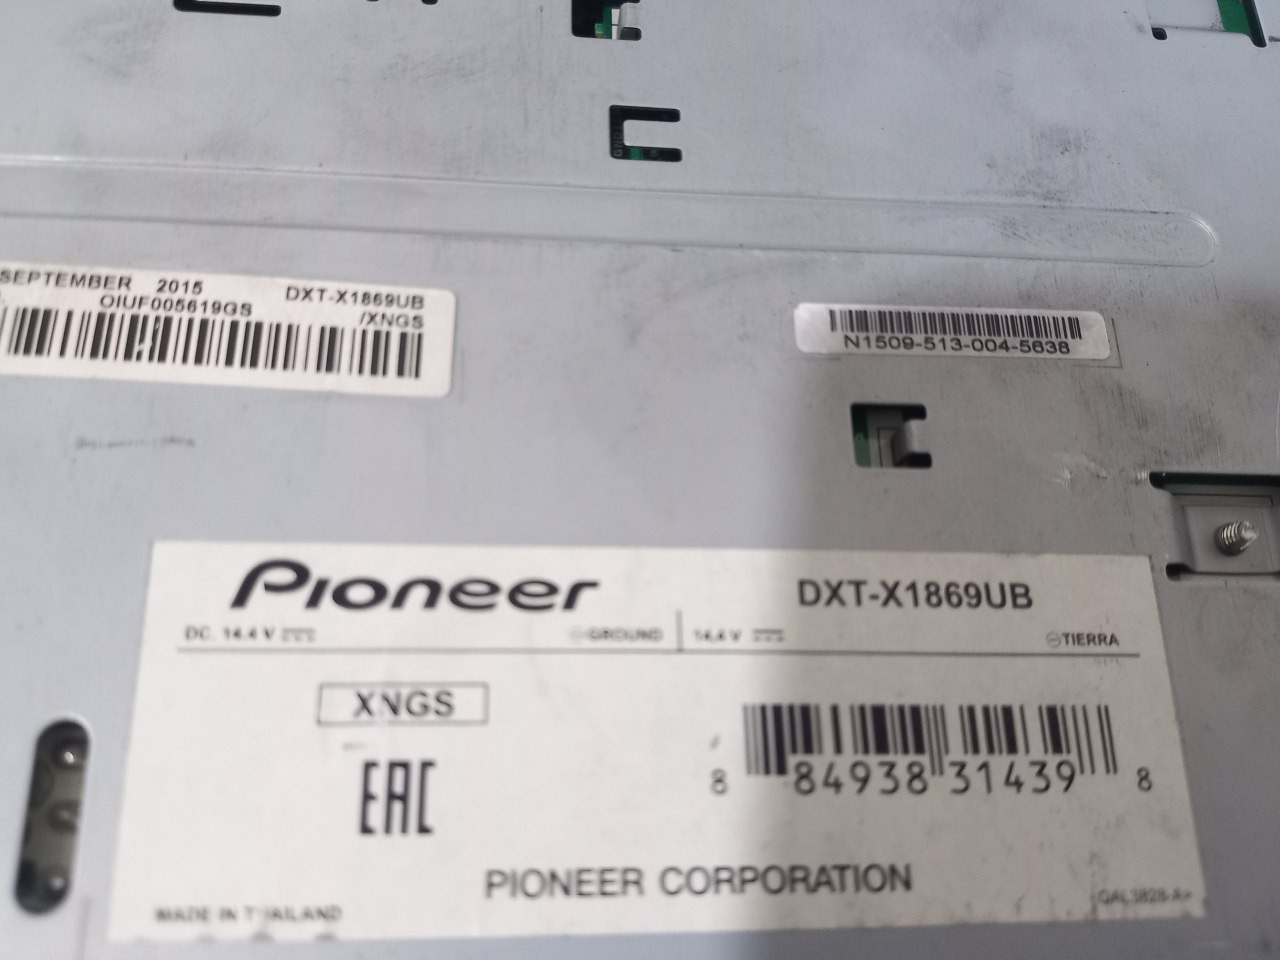 SEPTEMBER 2015 DXT-X1869UB
OIUF005619GS /XNGS
N1509-513-004-5638
Pioneer DXT-X1869UB
DC. 14.4 V GROUND 14,4 V TIERRA
XNGS
EAC
8 84938 31439 8
PIONEER CORPORATION
MADE IN THAILAND